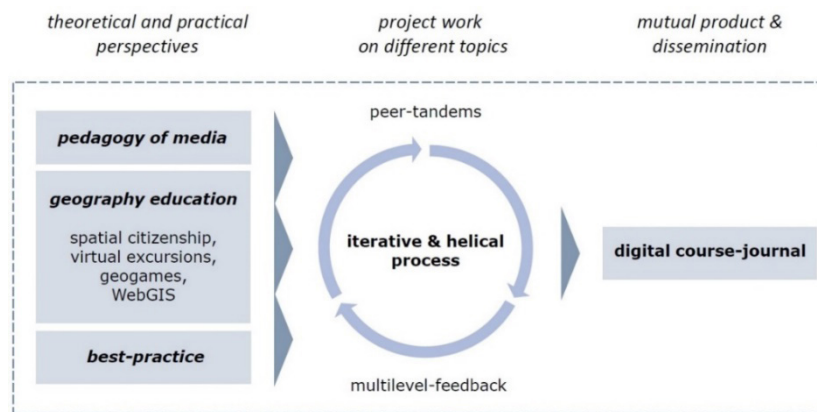 theoretical and practical
perspectives
project work
on different topics
mutual product &
dissemination
pedagogy of media
geography education
spatial citizenship,
virtual excursions,
geogames,
WebGIS
best-practice
peer-tandems
iterative & helical
process
multilevel-feedback
digital course-journal